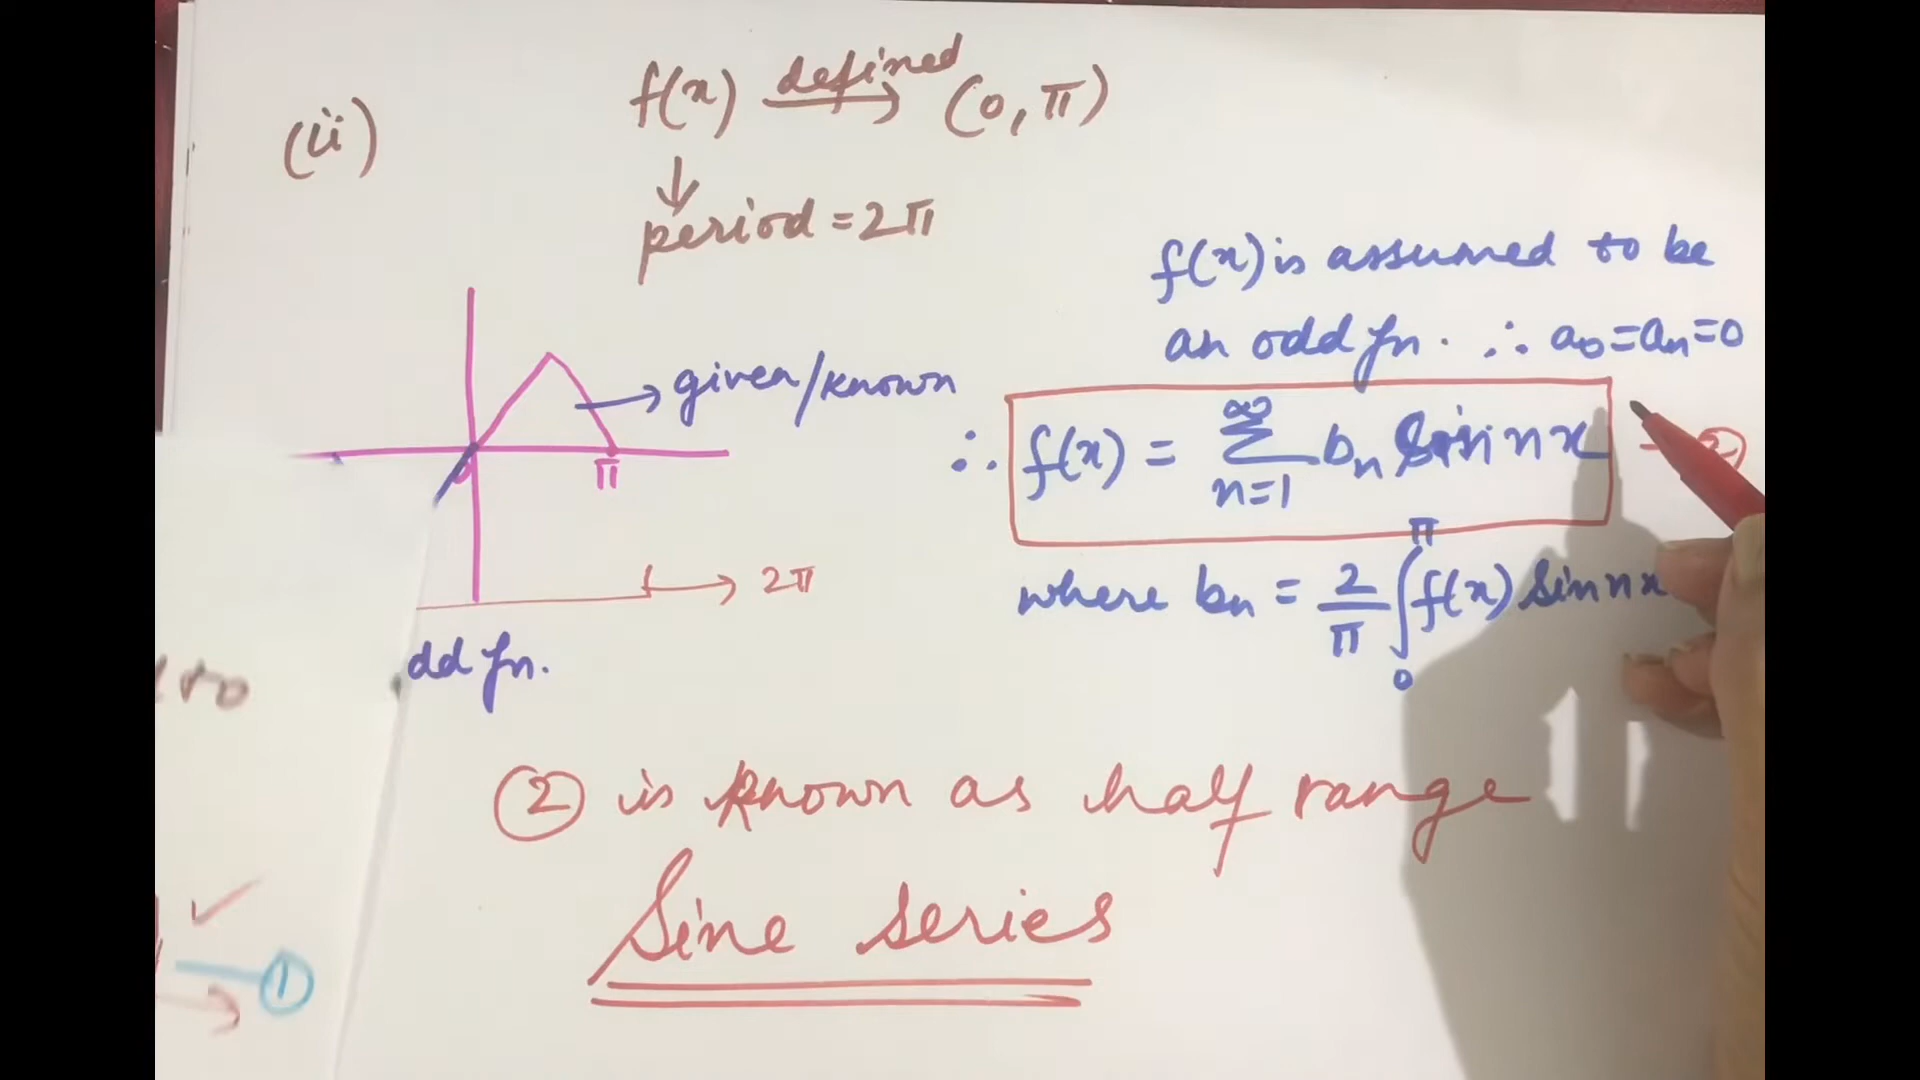 (ii)
f(x) defined → (0, π)
↓
period = 2π
f(x) is assumed to be
an odd fn. ∴ a₀ = aₙ = 0
→ given/known
π
∴ f(x) = ∑ₙ₌₁^∞ bₙ Sin nx — ②
→ 2π
where bₙ = 2/π ∫₀^π f(x) Sin nx
dd fn.
② is known as half range
Sine series
①